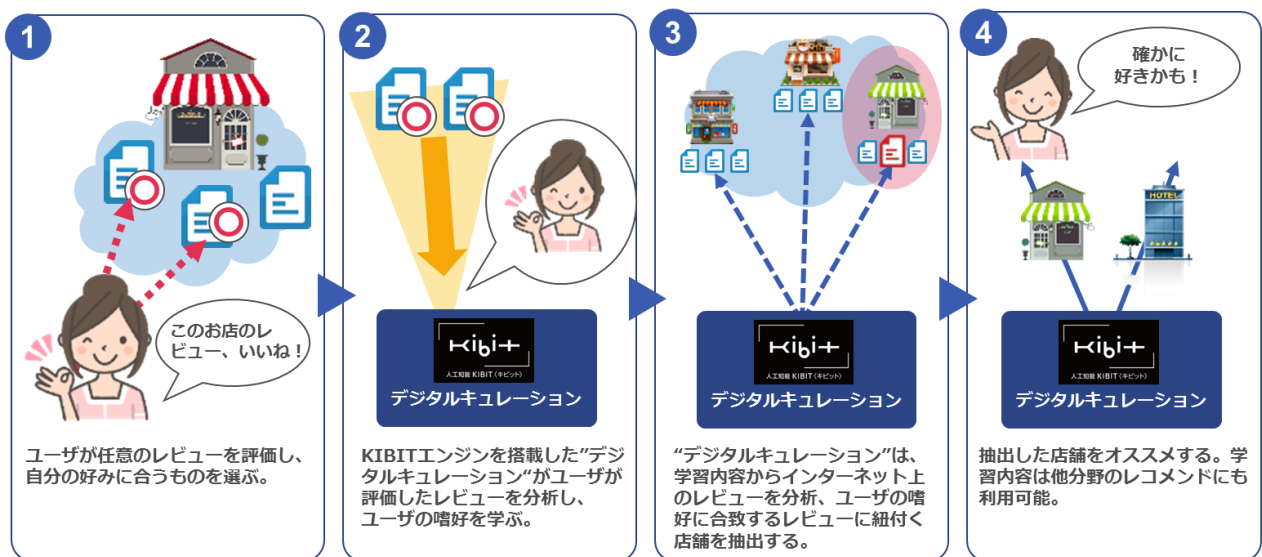 1
このお店のレ
ビュー、いいね！
ユーザが任意のレビューを評価し、
自分の好みに合うものを選ぶ。
2
Kibit
人工知能 KIBIT（キビット）
デジタルキュレーション
KIBITエンジンを搭載した”デジ
タルキュレーション“がユーザが
評価したレビューを分析し、
ユーザの嗜好を学ぶ。
3
Kibit
人工知能 KIBIT（キビット）
デジタルキュレーション
“デジタルキュレーション”は、
学習内容からインターネット上
のレビューを分析、ユーザの嗜
好に合致するレビューに紐付く
店舗を抽出する。
4
確かに
好きかも！
HOTEL
Kibit
人工知能 KIBIT（キビット）
デジタルキュレーション
抽出した店舗をオススメする。学
習内容は他分野のレコメンドにも
利用可能。